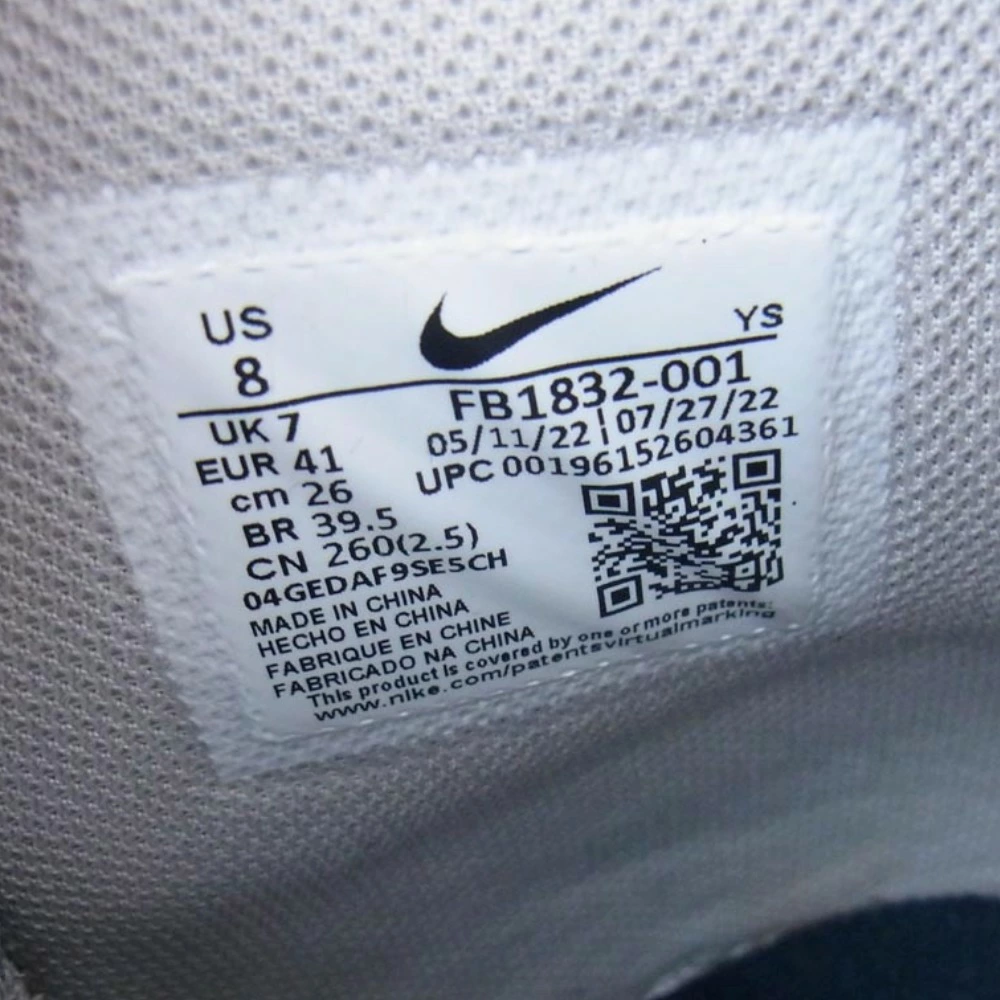 US
8
YS
UK 7
EUR 41
cm 26
BR 39.5
CN 260(2.5)
FB1832-001
05/11/22 | 07/27/22
UPC 00196152604361
04GEDAF9SE5CH
MADE IN CHINA
HECHO EN CHINA
FABRIQUE EN CHINE
FABRICADO NA CHINA
This product is covered by one or more patents:
www.nike.com/patentsvirtualmarking